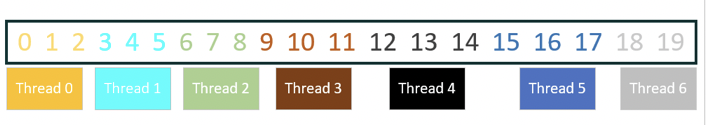 0 1 2 3 4 5 6 7 8 9 10 11 12 13 14 15 16 17 18 19
Thread 0 Thread 1 Thread 2 Thread 3 Thread 4 Thread 5 Thread 6